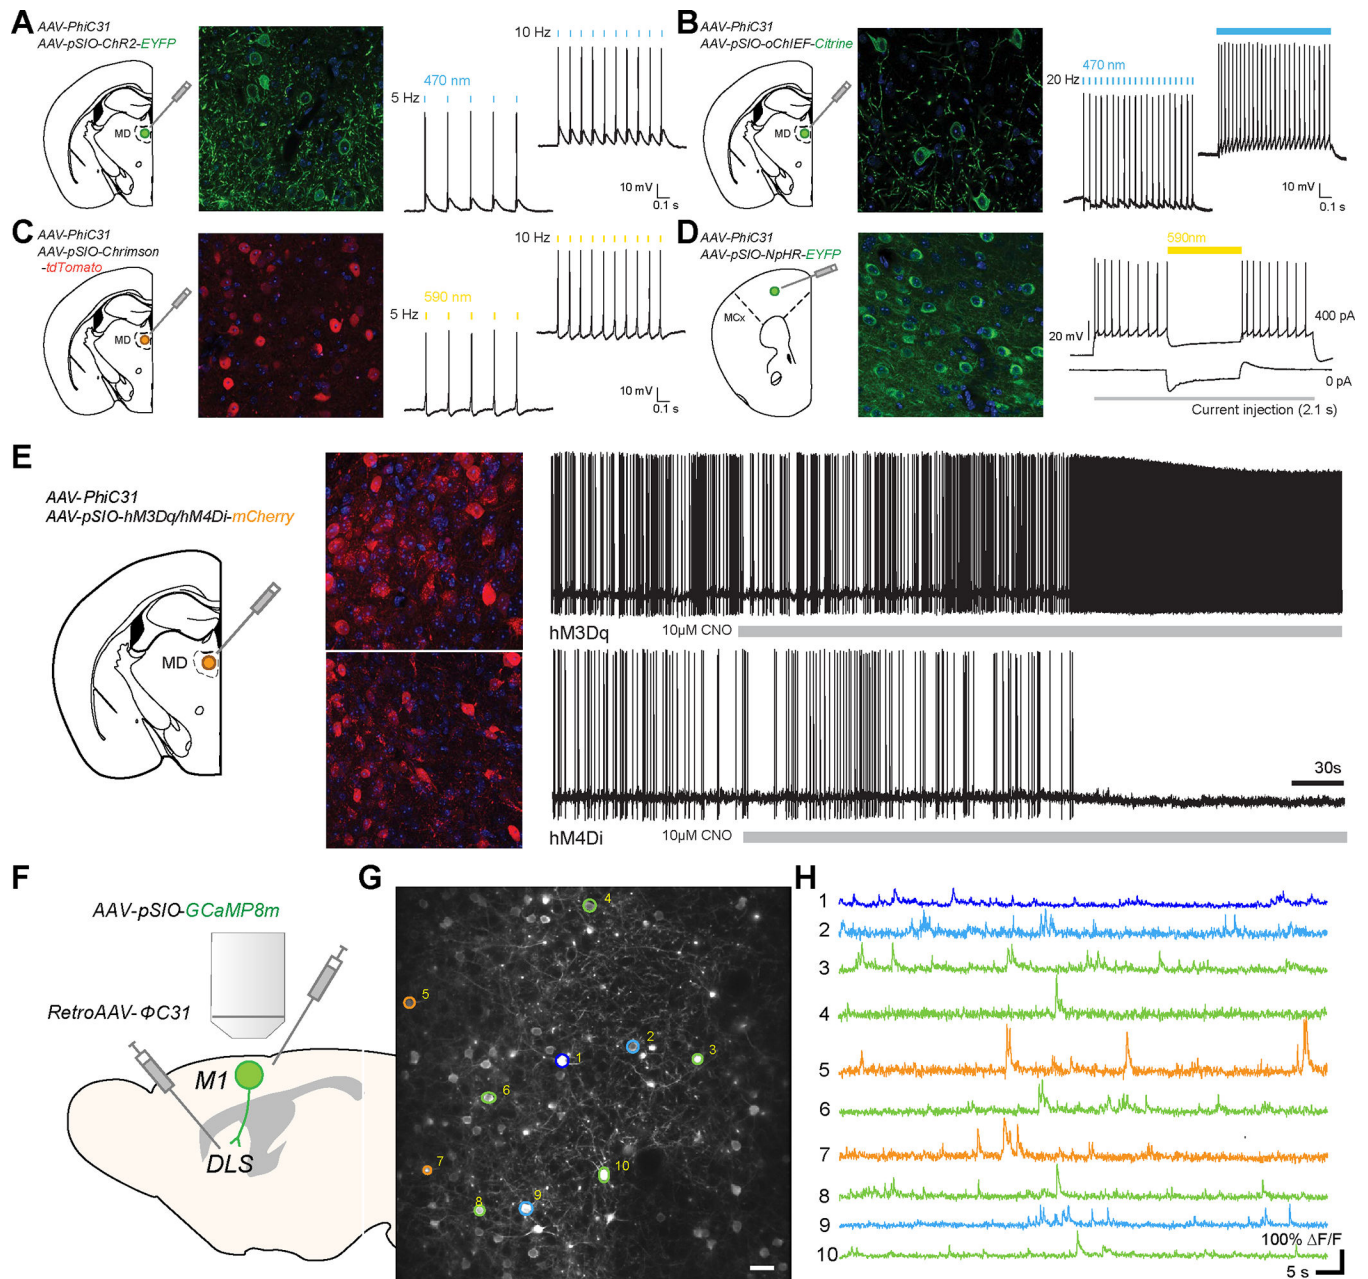 A
AAV-PhiC31
AAV-pSIO-ChR2-EYFP
MD
5 Hz
470 nm
10 Hz
10 mV
0.1 s
B
AAV-PhiC31
AAV-pSIO-oChIEF-Citrine
MD
20 Hz
470 nm
10 mV
0.1 s
C
AAV-PhiC31
AAV-pSIO-Chrimson
-tdTomato
MD
5 Hz
590 nm
10 Hz
10 mV
0.1 s
D
AAV-PhiC31
AAV-pSIO-NpHR-EYFP
MCx
590nm
20 mV
400 pA
0 pA
Current injection (2.1 s)
E
AAV-PhiC31
AAV-pSIO-hM3Dq/hM4Di-mCherry
MD
hM3Dq
10µM CNO
30s
hM4Di
10µM CNO
F
AAV-pSIO-GCaMP8m
RetroAAV-ΦC31
M1
DLS
G
4
5
2
1
3
6
10
7
9
8
H
1
2
3
4
5
6
7
8
9
10
100% ΔF/F
5 s